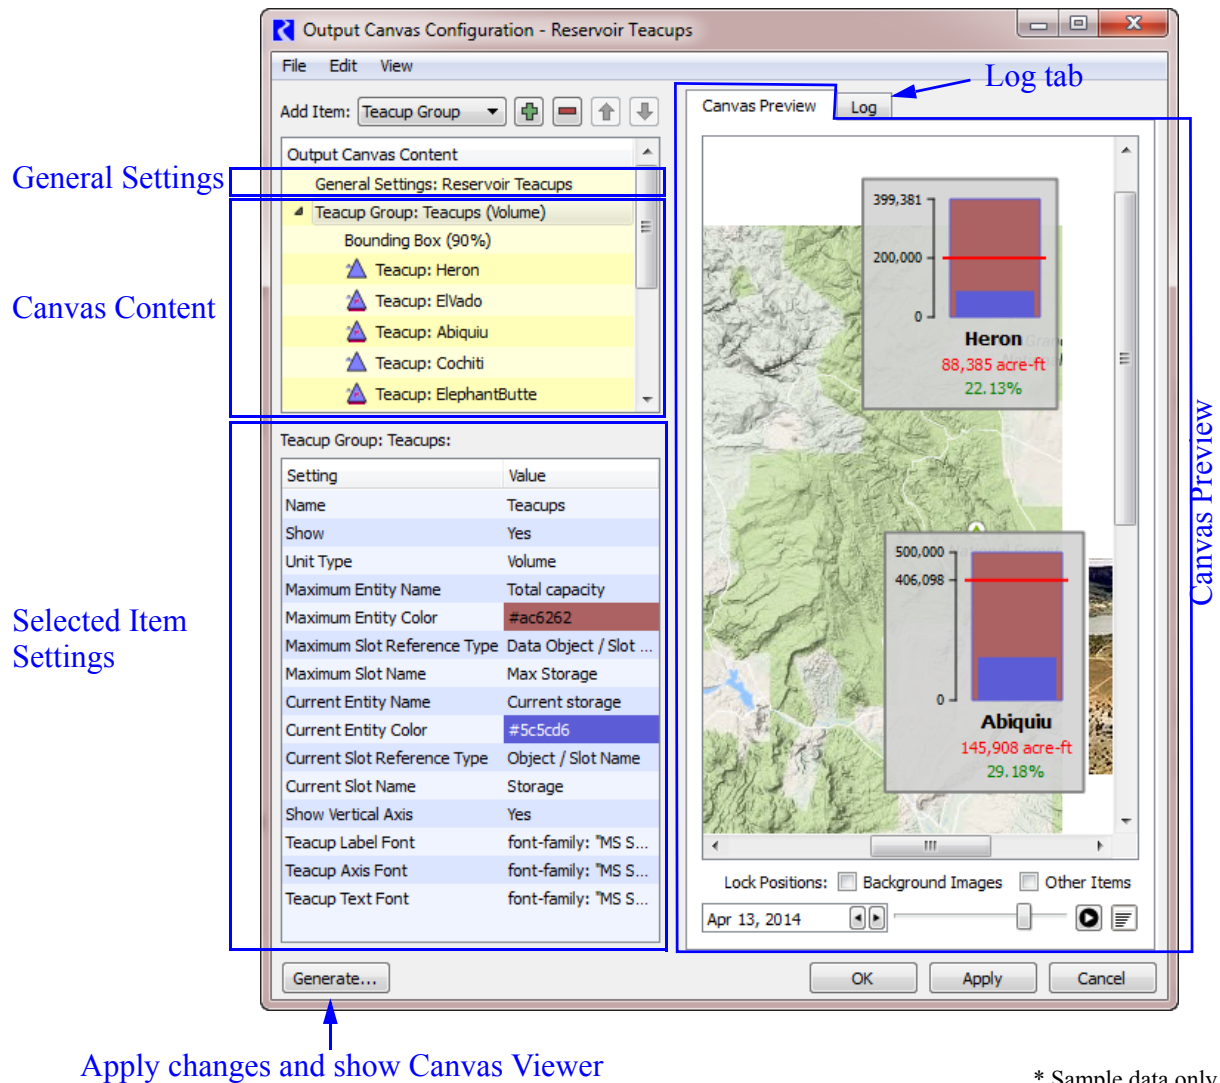 Output Canvas Configuration - Reservoir Teacups
File Edit View
Log tab
Add Item: Teacup Group
Canvas Preview Log
Output Canvas Content
General Settings
General Settings: Reservoir Teacups
Teacup Group: Teacups (Volume)
Bounding Box (90%)
Teacup: Heron
Canvas Content
Teacup: ElVado
Teacup: Abiquiu
Teacup: Cochiti
Teacup: ElephantButte
399,381
200,000
0
Heron
88,385 acre-ft
22.13%
Canvas Preview
Teacup Group: Teacups:
Setting Value
Name Teacups
Show Yes
Unit Type Volume
Maximum Entity Name Total capacity
Maximum Entity Color #ac6262
Maximum Slot Reference Type Data Object / Slot ...
Maximum Slot Name Max Storage
Current Entity Name Current storage
Current Entity Color #5c5cd6
Current Slot Reference Type Object / Slot Name
Current Slot Name Storage
Show Vertical Axis Yes
Teacup Label Font font-family: "MS S...
Teacup Axis Font font-family: "MS S...
Teacup Text Font font-family: "MS S...
Selected Item
Settings
500,000
406,098
0
Abiquiu
145,908 acre-ft
29.18%
Lock Positions: Background Images Other Items
Apr 13, 2014
Generate...
OK Apply Cancel
Apply changes and show Canvas Viewer
* Sample data only